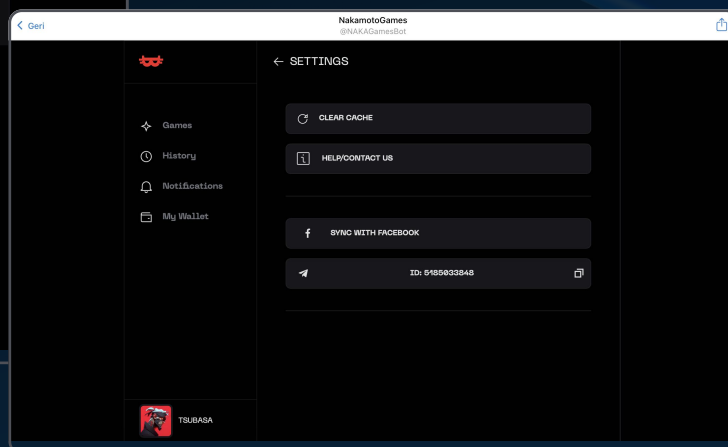 Geri
NakamotoGames
@NAKAGamesBot
← SETTINGS
CLEAR CACHE
HELP/CONTACT US
SYNC WITH FACEBOOK
ID: 5185033848
Games
History
Notifications
My Wallet
TSUBASA